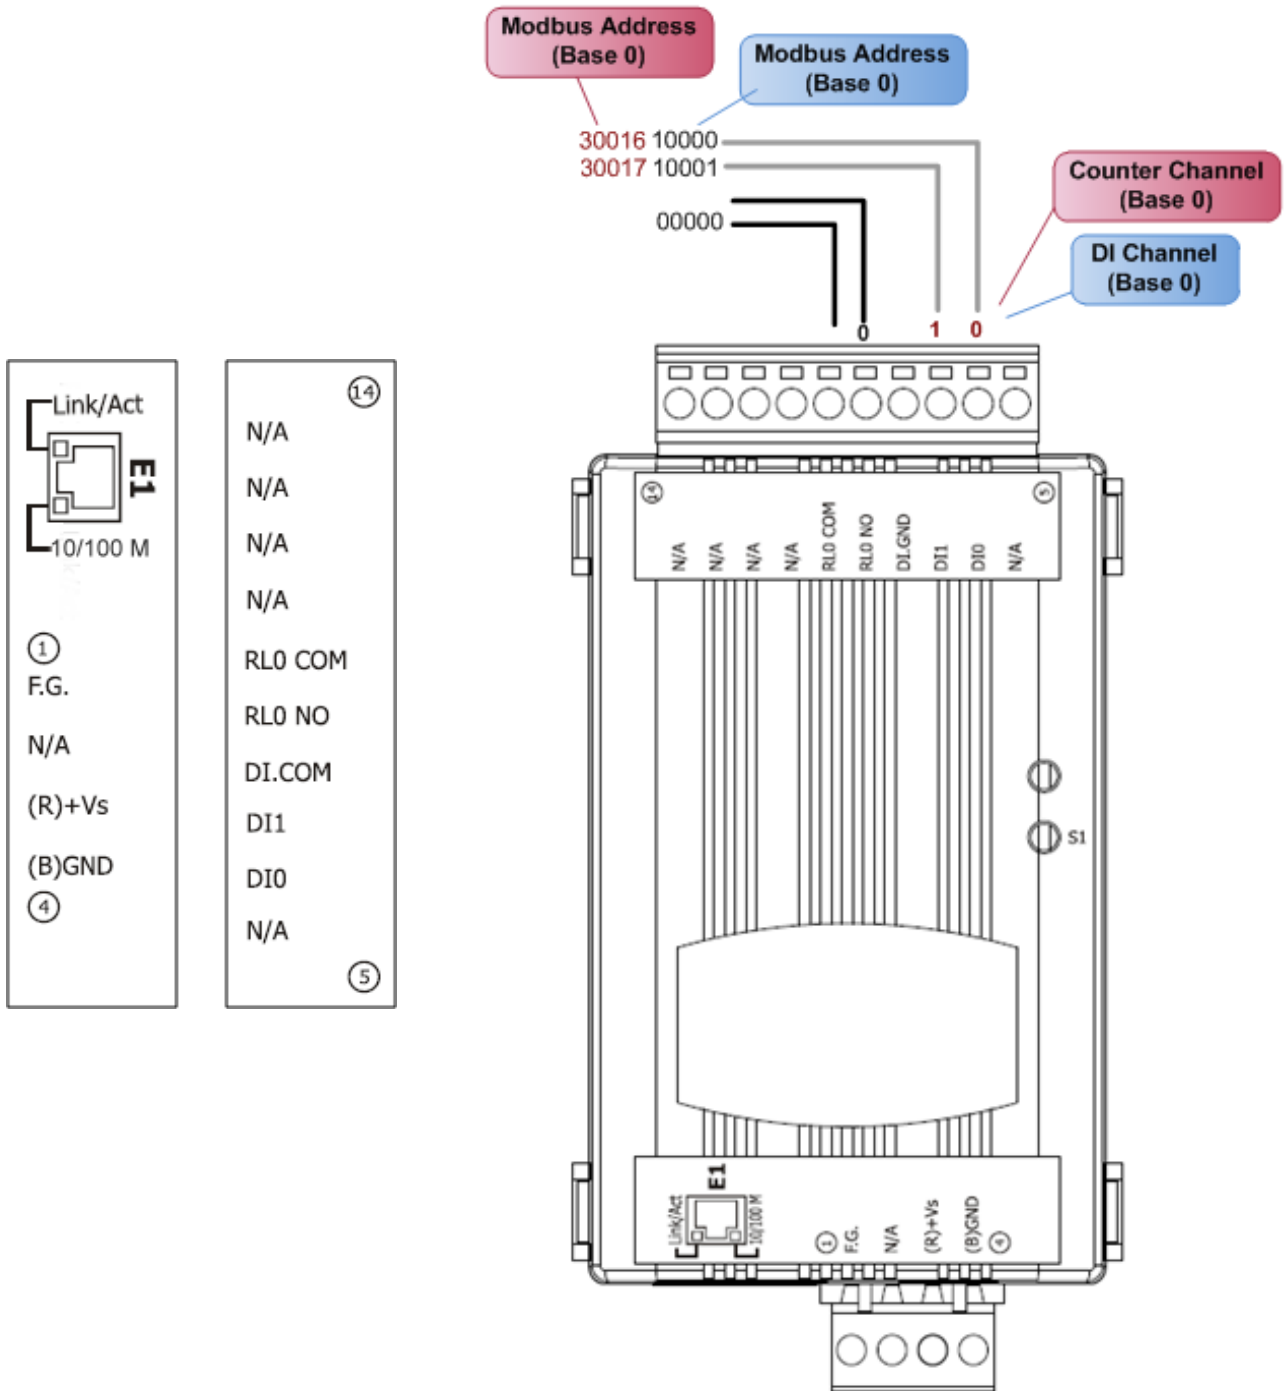 Modbus Address
(Base 0)
Modbus Address
(Base 0)
30016 10000
30017 10001
00000
Counter Channel
(Base 0)
DI Channel
(Base 0)
0
1
0
Link/Act
E1
10/100 M
1
F.G.
N/A
(R)+Vs
(B)GND
4
14
N/A
N/A
N/A
N/A
RL0 COM
RL0 NO
DI.COM
DI1
DI0
N/A
5
14
5
N/A
N/A
N/A
N/A
RL0 COM
RL0 NO
DI.GND
DI1
DI0
N/A
S1
E1
Link/Act
10/100 M
1
F.G.
N/A
(R)+Vs
(B)GND
4